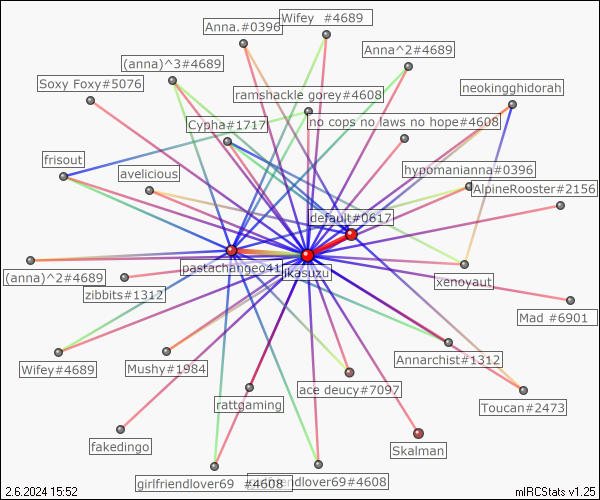 Wifey  #4689
Anna.#0396
Anna^2#4689
(anna)^3#4689
Soxy Foxy#5076
neokingghidorah
ramshackle gorey#4608
Cypha#1717
no cops no laws no hope#4608
frisout
avelicious
hypomanianna#0396
AlpineRooster#2156
default#0617
pastachangeo41
ikasuzu
(anna)^2#4689
zibbits#1312
xenoyaut
Mad #6901
Wifey#4689
Mushy#1984
Annarchist#1312
ace deucy#7097
rattgaming
Toucan#2473
fakedingo
Skalman
girlfriendlover69  #4608
girlfriendlover69#4608
2.6.2024 15:52
mIRCStats v1.25